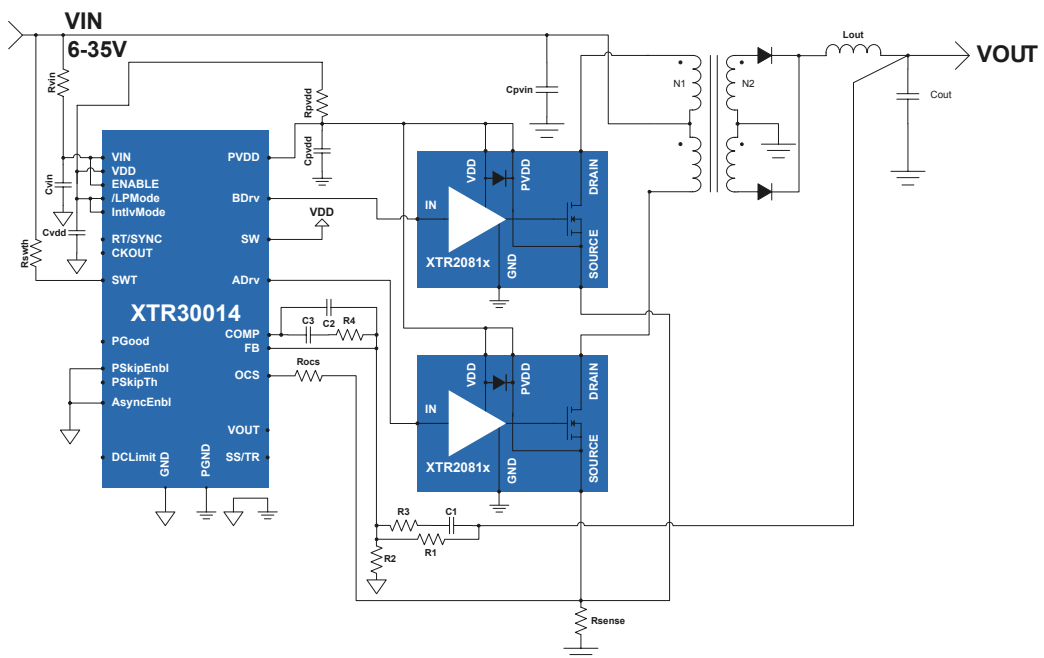 VIN
6-35V
Lout
VOUT
Rvin
Rpvdd
Cpvin
N1
N2
Cout
Cpvdd
VIN
VDD
ENABLE
/LPMode
IntlvMode
RT/SYNC
CKOUT
SWT
PVDD
BDrv
SW
VDD
ADrv
Cvin
Cvdd
Rswth
XTR30014
COMP
FB
OCS
PGood
PSkipEnbl
PSkipTh
AsyncEnbl
VOUT
DCLimit
GND
PGND
SS/TR
C3
C2
R4
Rocs
VDD
PVDD
DRAIN
IN
XTR2081x
GND
SOURCE
VDD
PVDD
DRAIN
IN
XTR2081x
GND
SOURCE
R3
C1
R1
R2
Rsense